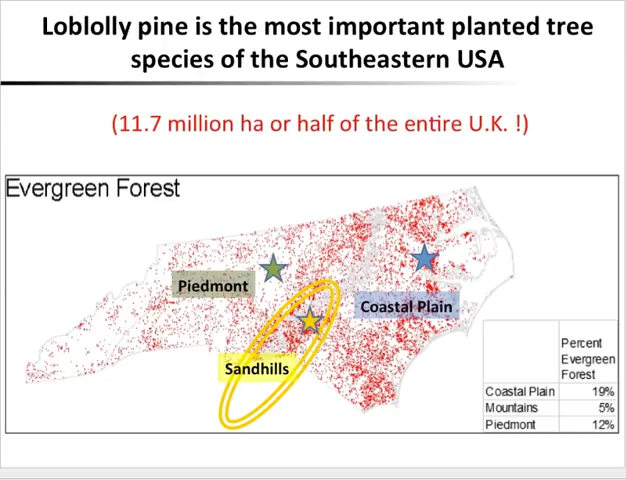 Loblolly pine is the most important planted tree
species of the Southeastern USA
(11.7 million ha or half of the entire U.K. !)
Evergreen Forest
Piedmont
Coastal Plain
Sandhills
Percent
Evergreen
Forest
Coastal Plain 19%
Mountains 5%
Piedmont 12%